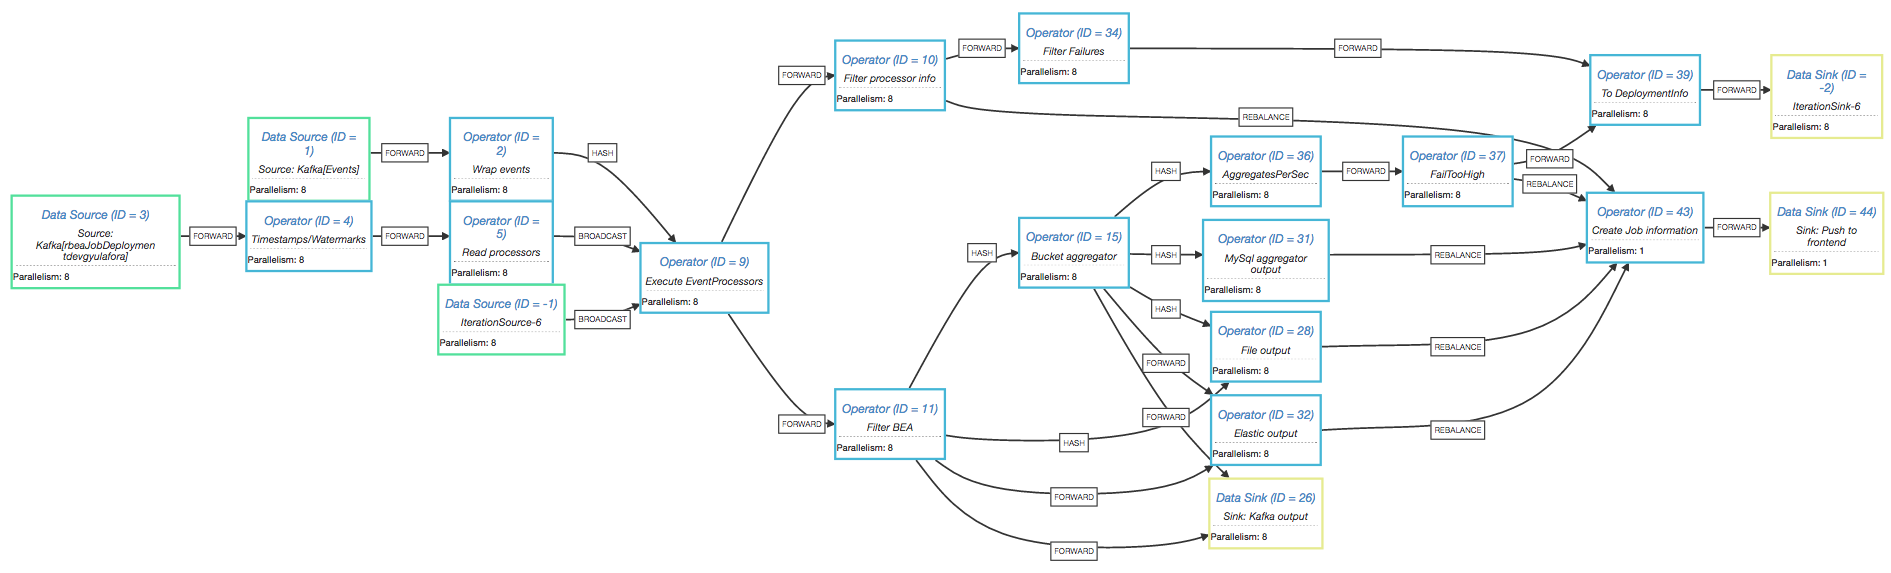 Data Source (ID = 3)
Source:
Kafka[rbeaJobDeploymen
tdevgyulafora]
Parallelism: 8
FORWARD
Data Source (ID =
1)
Source: Kafka[Events]
Parallelism: 8
FORWARD
Operator (ID = 4)
Timestamps/Watermarks
Parallelism: 8
FORWARD
Operator (ID =
2)
Wrap events
Parallelism: 8
HASH
Operator (ID =
5)
Read processors
Parallelism: 8
BROADCAST
Data Source (ID = -1)
IterationSource-6
Parallelism: 8
BROADCAST
Operator (ID = 9)
Execute EventProcessors
Parallelism: 8
FORWARD
FORWARD
Operator (ID = 10)
Filter processor info
Parallelism: 8
FORWARD
REBALANCE
Operator (ID = 11)
Filter BEA
Parallelism: 8
HASH
HASH
FORWARD
FORWARD
FORWARD
Operator (ID = 34)
Filter Failures
Parallelism: 8
FORWARD
Operator (ID = 15)
Bucket aggregator
Parallelism: 8
HASH
HASH
HASH
FORWARD
Operator (ID = 36)
AggregatesPerSec
Parallelism: 8
FORWARD
Operator (ID = 37)
FailTooHigh
Parallelism: 8
FORWARD
REBALANCE
Operator (ID = 31)
MySql aggregator
output
Parallelism: 8
REBALANCE
Operator (ID = 28)
File output
Parallelism: 8
REBALANCE
Operator (ID = 32)
Elastic output
Parallelism: 8
REBALANCE
Data Sink (ID = 26)
Sink: Kafka output
Parallelism: 8
Operator (ID = 39)
To DeploymentInfo
Parallelism: 8
FORWARD
Data Sink (ID =
-2)
IterationSink-6
Parallelism: 8
Operator (ID = 43)
Create Job information
Parallelism: 1
FORWARD
Data Sink (ID = 44)
Sink: Push to
frontend
Parallelism: 1